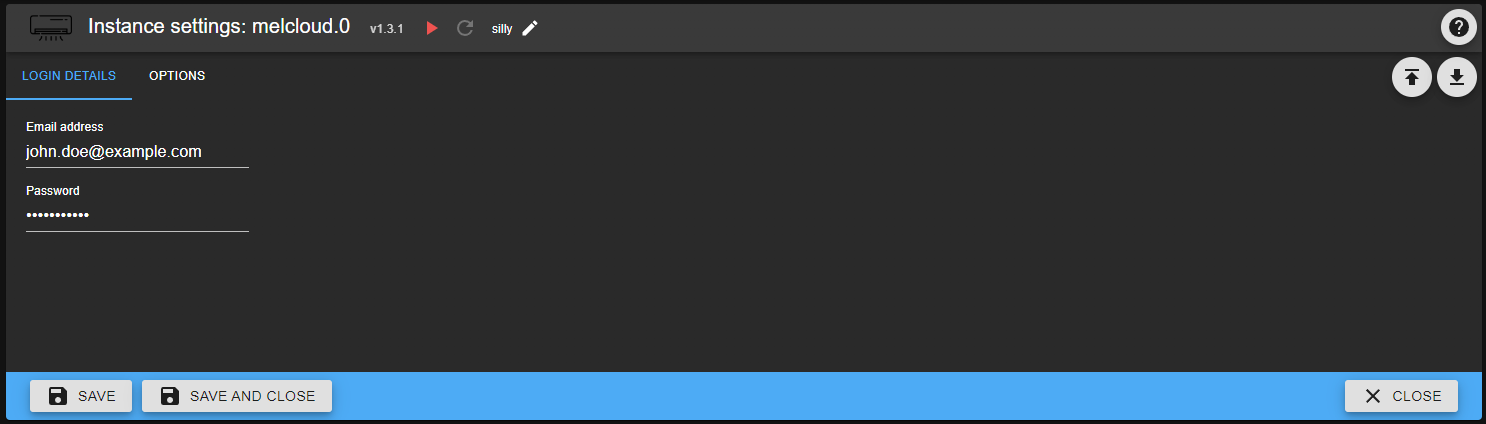 Instance settings: melcloud.0 v1.3.1 silly
LOGIN DETAILS OPTIONS
Email address
john.doe@example.com
Password
•••••••••••
SAVE SAVE AND CLOSE CLOSE